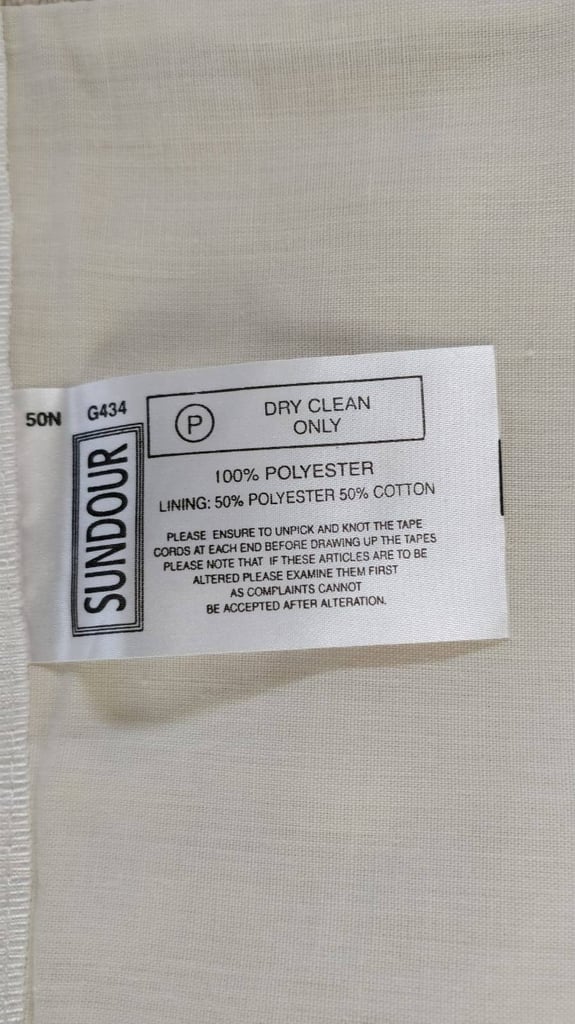 50N G434
SUNDOUR
P
DRY CLEAN
ONLY
100% POLYESTER
LINING: 50% POLYESTER 50% COTTON
PLEASE ENSURE TO UNPICK AND KNOT THE TAPE
CORDS AT EACH END BEFORE DRAWING UP THE TAPES
PLEASE NOTE THAT IF THESE ARTICLES ARE TO BE
ALTERED PLEASE EXAMINE THEM FIRST
AS COMPLAINTS CANNOT
BE ACCEPTED AFTER ALTERATION.